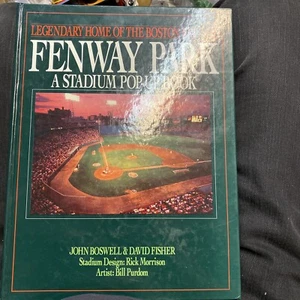 LEGENDARY HOME OF THE BOSTON
FENWAY PARK
A STADIUM POP-UP BOOK
JOHN BOSWELL & DAVID FISHER
Stadium Design: Rick Morrison
Artist: Bill Purdom